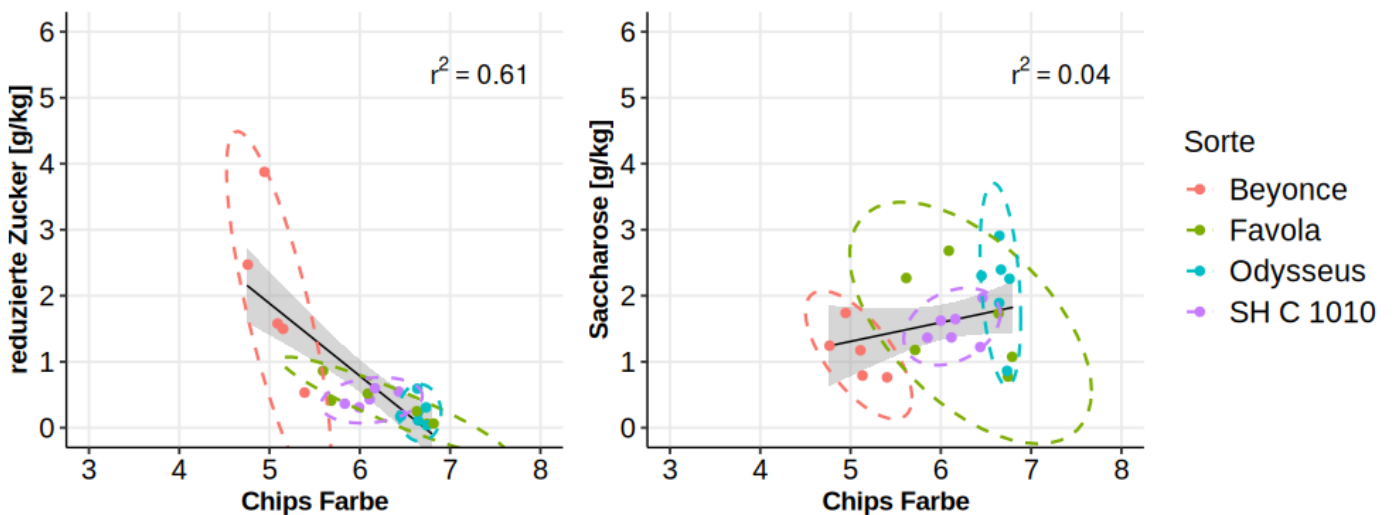 reduzierte Zucker [g/kg]
6
5
4
3
2
1
0
r² = 0.61
3 4 5 6 7 8
Chips Farbe
Saccharose [g/kg]
6
5
4
3
2
1
0
r² = 0.04
3 4 5 6 7 8
Chips Farbe
Sorte
Beyonce
Favola
Odysseus
SH C 1010